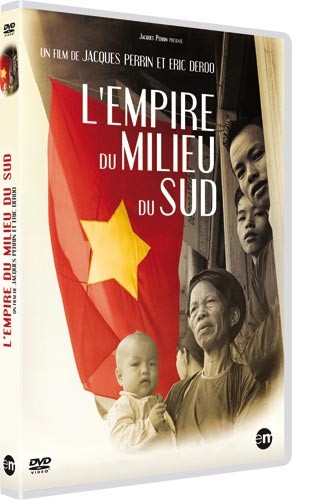 JACQUES PERRIN PRÉSENTE
UN FILM DE JACQUES PERRIN ET ERIC DEROO
L'EMPIRE
DU MILIEU
DU SUD
em
DVD
VIDEO
L'EMPIRE DU MILIEU DU SUD
UN FILM DE JACQUES PERRIN ET ERIC DEROO
em
DVD
VIDEO